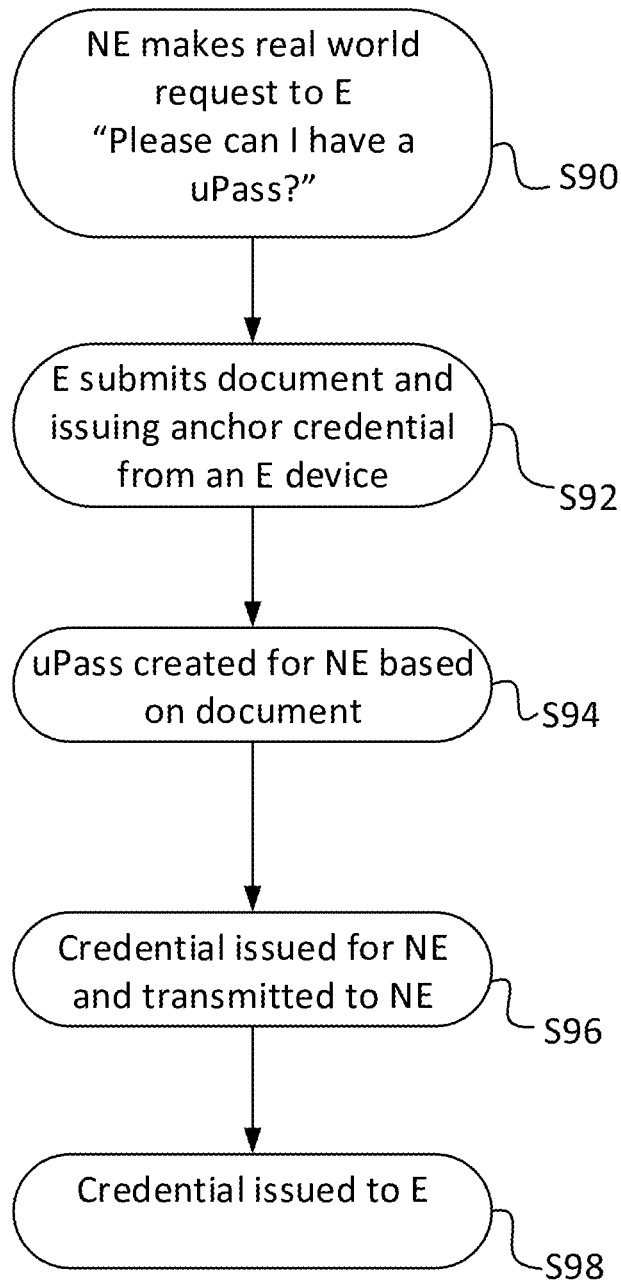 NE makes real world
request to E
“Please can I have a
uPass?”
S90
E submits document and
issuing anchor credential
from an E device
S92
uPass created for NE based
on document
S94
Credential issued for NE
and transmitted to NE
S96
Credential issued to E
S98